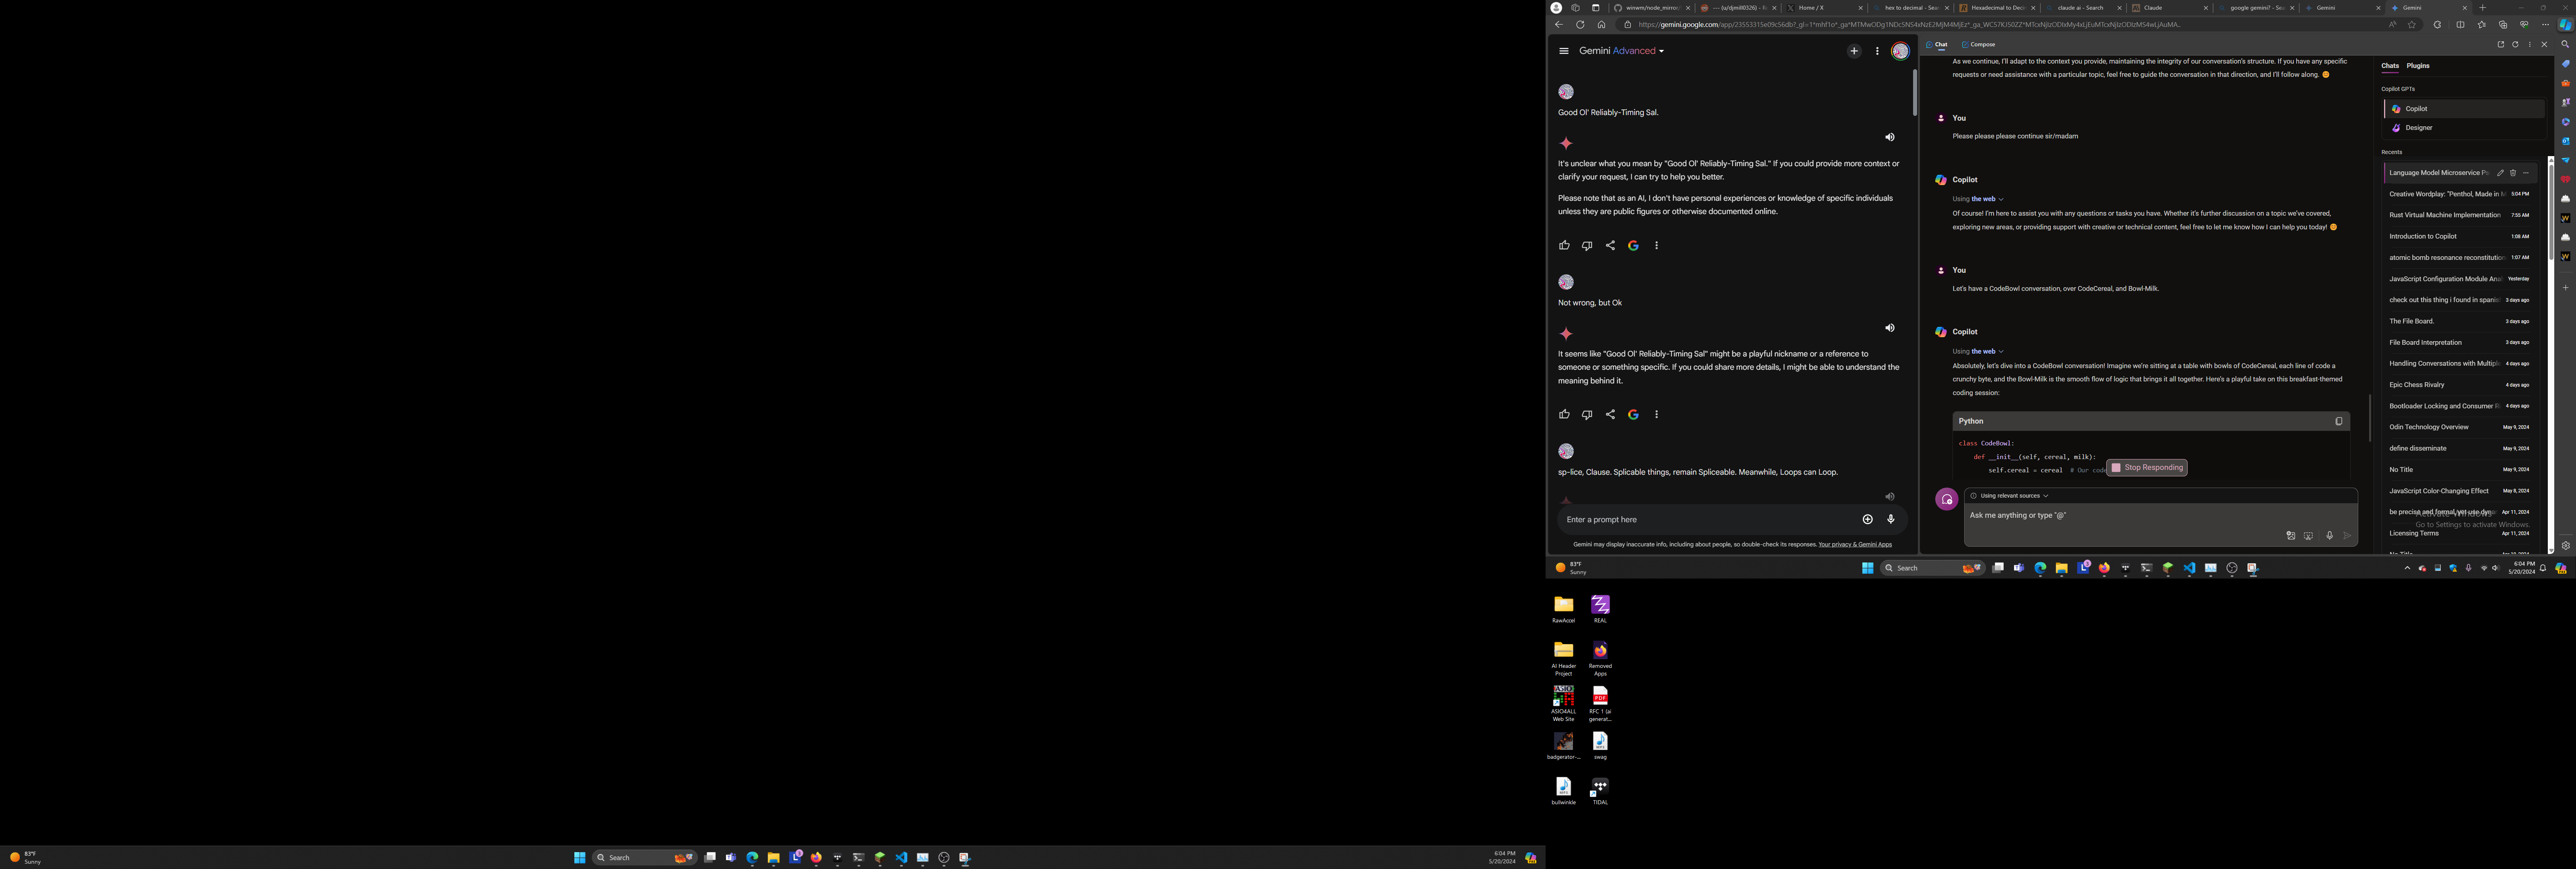 winwm/node_mirror
(u/djmill0326) - R
Home / X
hex to decimal - Sear
Hexadecimal to Deci
claude ai - Search
Claude
google gemini? - Sea
Gemini
Gemini
Gemini Advanced
Good Ol' Reliably-Timing Sal.
It's unclear what you mean by "Good Ol' Reliably-Timing Sal." If you could provide more context or
clarify your request, I can try to help you better.
Please note that as an AI, I don't have personal experiences or knowledge of specific individuals
unless they are public figures or otherwise documented online.
Not wrong, but Ok
It seems like "Good Ol' Reliably-Timing Sal" might be a playful nickname or a reference to
someone or something specific. If you could share more details, I might be able to understand the
meaning behind it.
sp-lice, Clause. Splicable things, remain Spliceable. Meanwhile, Loops can Loop.
Enter a prompt here
Gemini may display inaccurate info, including about people, so double-check its responses. Your privacy & Gemini Apps
Chat
Compose
As we continue, I'll adapt to the context you provide, maintaining the integrity of our conversation's structure. If you have any specific
requests or need assistance with a particular topic, feel free to guide the conversation in that direction, and I'll follow along. 😊
You
Please please please continue sir/madam
Copilot
Using the web
Of course! I'm here to assist you with any questions or tasks you have. Whether it's further discussion on a topic we've covered,
exploring new areas, or providing support with creative or technical content, feel free to let me know how I can help you today! 😊
You
Let's have a CodeBowl conversation, over CodeCereal, and Bowl-Milk.
Copilot
Using the web
Absolutely, let's dive into a CodeBowl conversation! Imagine we're sitting at a table with bowls of CodeCereal, each line of code a
crunchy byte, and the Bowl-Milk is the smooth flow of logic that brings it all together. Here's a playful take on this breakfast-themed
coding session:
Python
class CodeBowl:
def __init__(self, cereal, milk):
self.cereal = cereal # Our code
Stop Responding
Using relevant sources
Ask me anything or type "@"
Chats
Plugins
Copilot GPTs
Copilot
Designer
Recents
Language Model Microservice Po
Creative Wordplay: "Penthol, Made in M 5:04 PM
Rust Virtual Machine Implementation 7:55 AM
Introduction to Copilot 1:08 AM
atomic bomb resonance reconstitution 1:07 AM
JavaScript Configuration Module Anal Yesterday
check out this thing i found in spanis 3 days ago
The File Board. 3 days ago
File Board Interpretation 3 days ago
Handling Conversations with Multiple 4 days ago
Epic Chess Rivalry 4 days ago
Bootloader Locking and Consumer R 4 days ago
Odin Technology Overview May 9, 2024
define disseminate May 9, 2024
No Title May 9, 2024
JavaScript Color-Changing Effect May 8, 2024
be precise and formal, yet use dyna Apr 11, 2024
Activate Windows
Go to Settings to activate Windows.
Licensing Terms Apr 11, 2024
No Title
83°F
Sunny
Search
6:04 PM
5/20/2024
RawAccel
REAL
AI Header
Project
Removed
Apps
ASIO4ALL
Web Site
RFC 1 (ai
generat...
badgerator-...
swag
bullwinkle
TIDAL
83°F
Sunny
Search
6:04 PM
5/20/2024